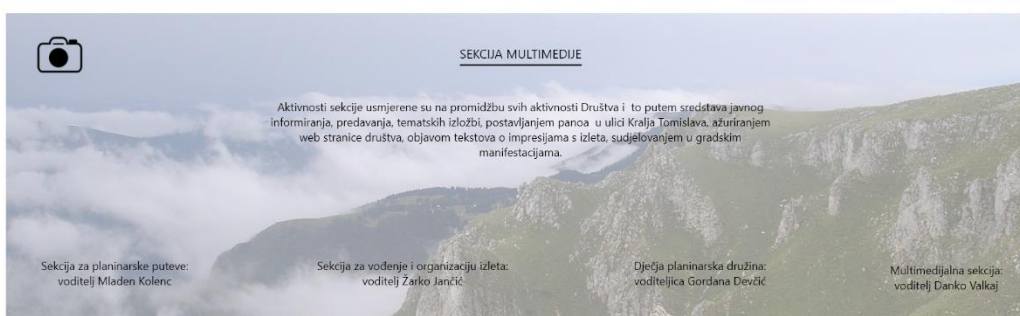 SEKCIJA MULTIMEDIJE
Aktivnosti sekcije usmjerene su na promidžbu svih aktivnosti Društva i  to putem sredstava javnog
informiranja, predavanja, tematskih izložbi, postavljanjem panoa  u ulici Kralja Tomislava, ažuriranjem
web stranice društva, objavom tekstova o impresijama s izleta, sudjelovanjem u gradskim
manifestacijama.
Sekcija za planinarske puteve:
voditelj Mladen Kolenc
Sekcija za vođenje i organizaciju izleta:
voditelj Žarko Jančić
Dječja planinarska družina:
voditeljica Gordana Devčić
Multimedijalna sekcija:
voditelj Danko Valkaj